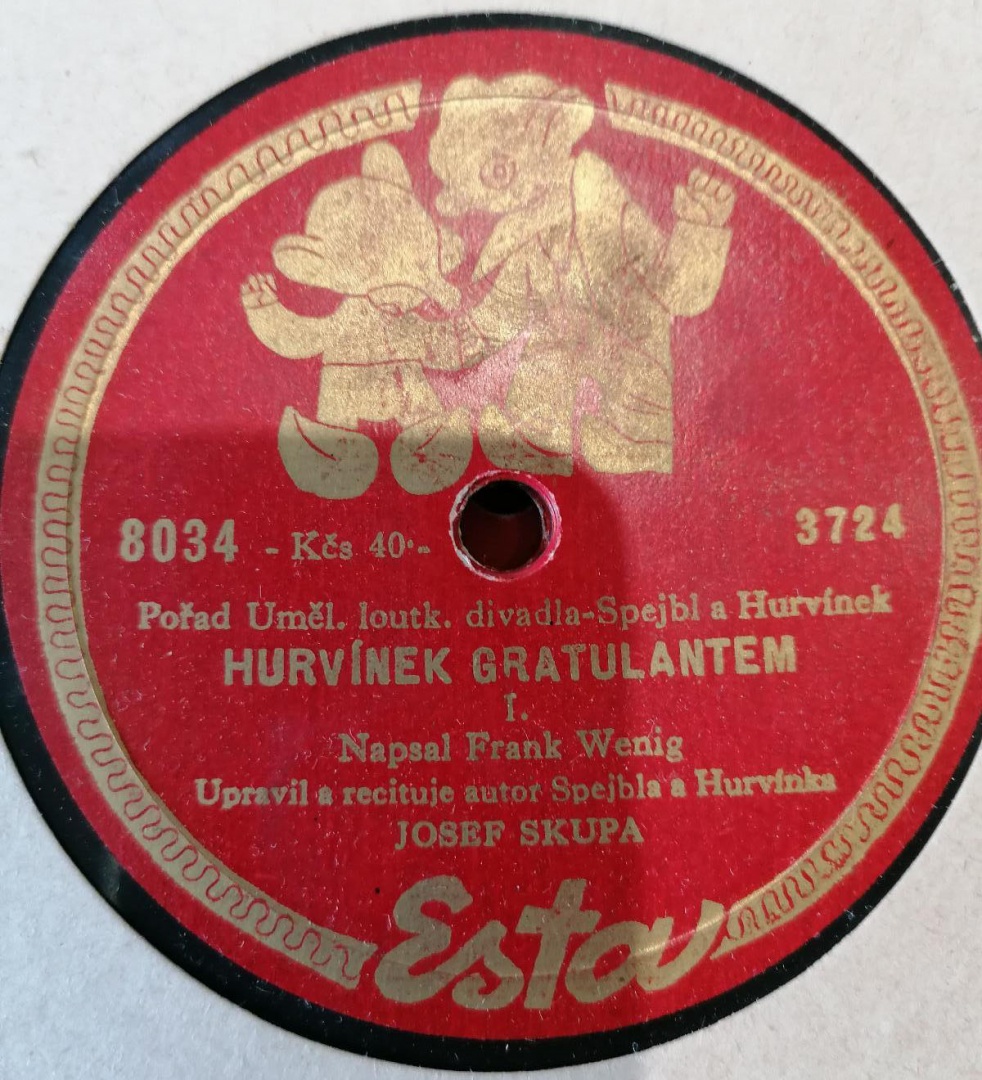 8034 - Kčs 40·- 3724
Pořad Uměl. loutk. divadla-Spejbl a Hurvínek
HURVÍNEK GRATULANTEM
I.
Napsal Frank Wenig
Upravil a recituje autor Spejbla a Hurvínka
JOSEF SKUPA
Esta